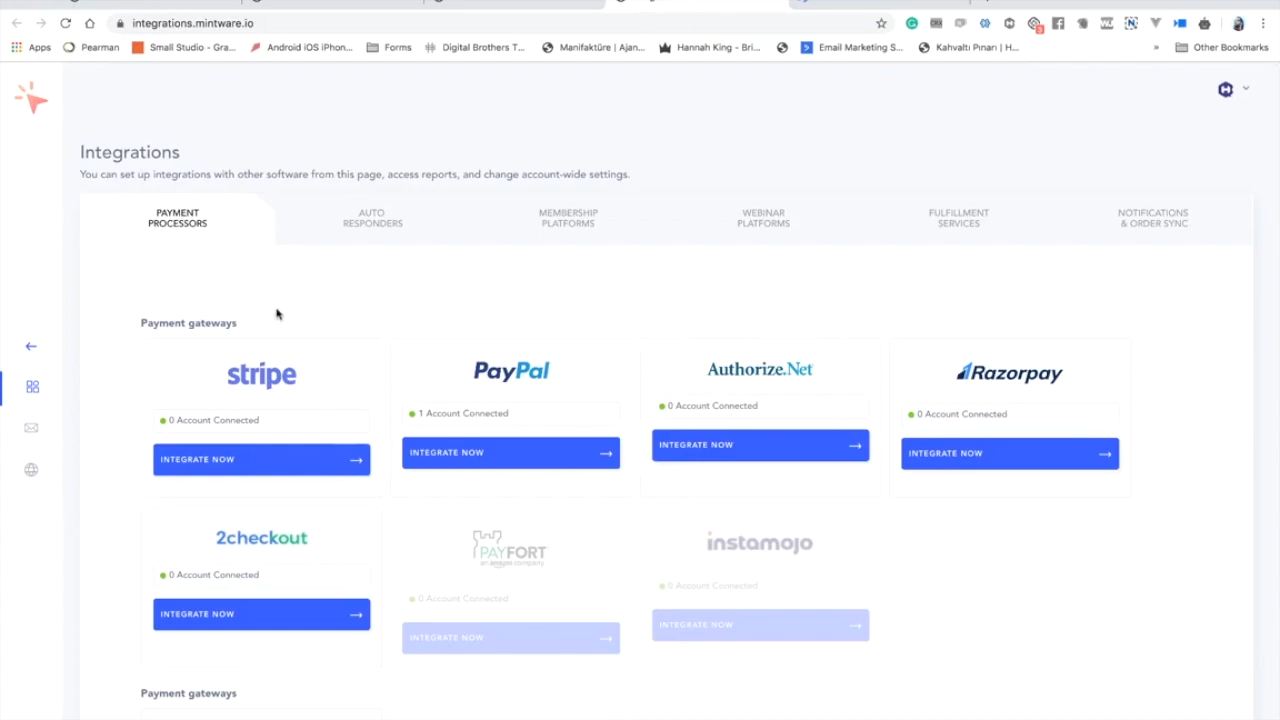 integrations.mintware.io
3
Apps
Pearman
Small Studio - Gra...
Android iOS iPhon...
Forms
Digital Brothers T...
Manifaktüre | Ajan...
Hannah King - Bri...
Email Marketing S...
Kahvaltı Pınarı | H...
»
Other Bookmarks
Integrations
You can set up integrations with other software from this page, access reports, and change account-wide settings.
PAYMENT
PROCESSORS
AUTO
RESPONDERS
MEMBERSHIP
PLATFORMS
WEBINAR
PLATFORMS
FULFILLMENT
SERVICES
NOTIFICATIONS
& ORDER SYNC
Payment gateways
stripe
0 Account Connected
INTEGRATE NOW
PayPal
1 Account Connected
INTEGRATE NOW
Authorize.Net
0 Account Connected
INTEGRATE NOW
Razorpay
0 Account Connected
INTEGRATE NOW
2checkout
0 Account Connected
INTEGRATE NOW
PAYFORT
an amazon company
0 Account Connected
INTEGRATE NOW
instamojo
0 Account Connected
INTEGRATE NOW
Payment gateways